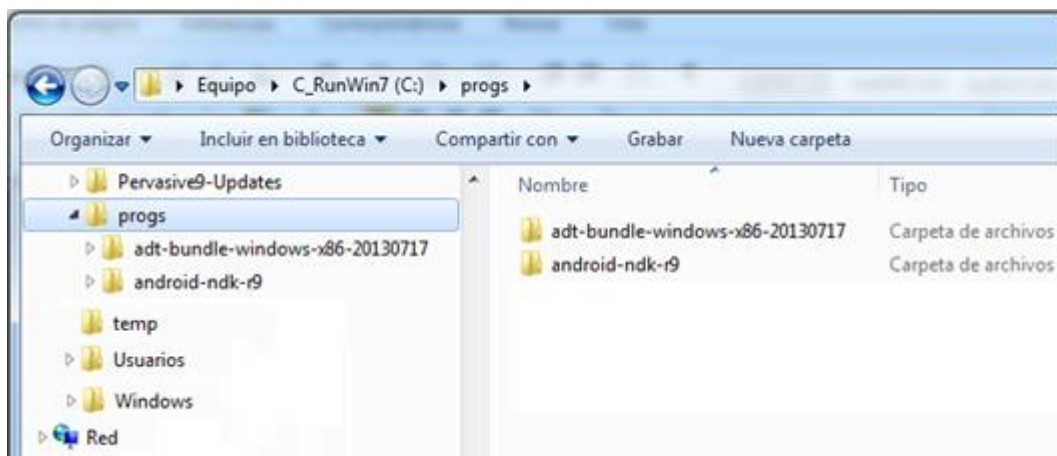 Equipo C_RunWin7 (C:) progs
Organizar Incluir en biblioteca Compartir con Grabar Nueva carpeta
Pervasive9-Updates
progs
adt-bundle-windows-x86-20130717
android-ndk-r9
temp
Usuarios
Windows
Red
Nombre Tipo
adt-bundle-windows-x86-20130717 Carpeta de archivos
android-ndk-r9 Carpeta de archivos